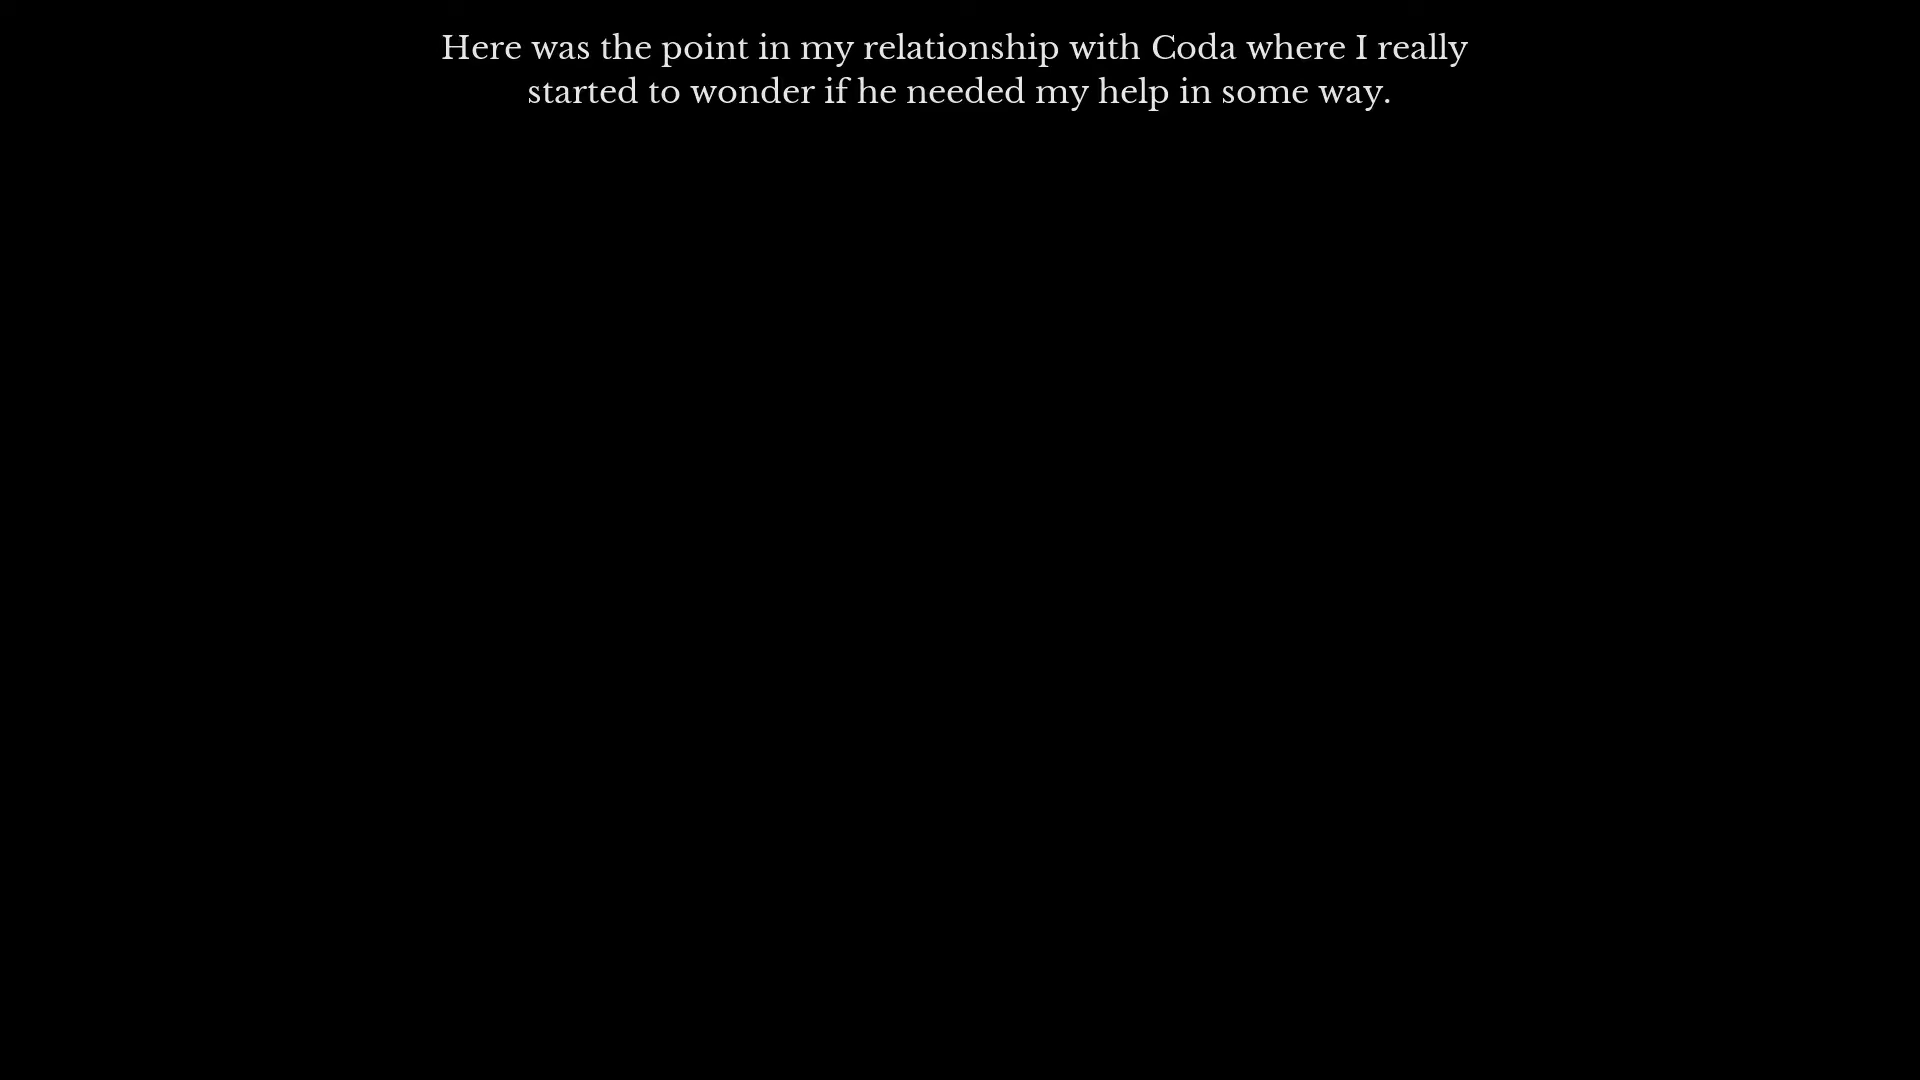 Here was the point in my relationship with Coda where I really
started to wonder if he needed my help in some way.